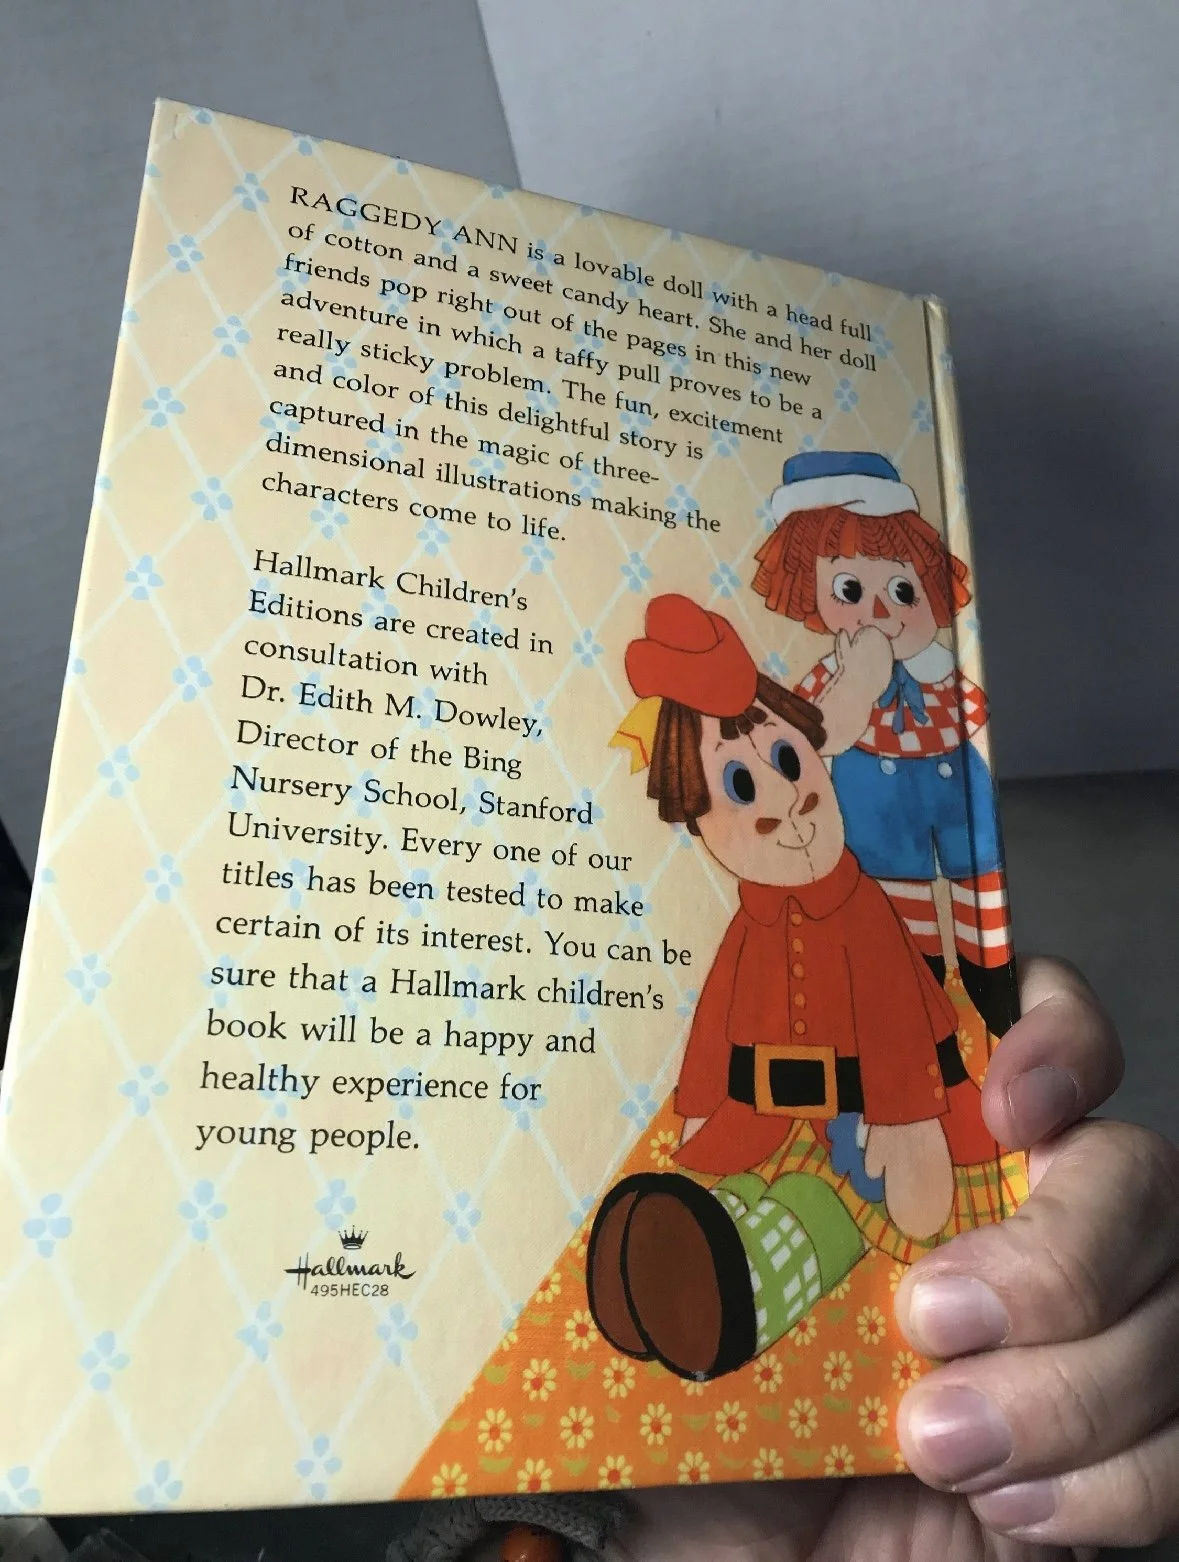 RAGGEDY ANN is a lovable doll with a head full
of cotton and a sweet candy heart. She and her doll
friends pop right out of the pages in this new
adventure in which a taffy pull proves to be a
really sticky problem. The fun, excitement
and color of this delightful story is
captured in the magic of three-
dimensional illustrations making the
characters come to life.
Hallmark Children's
Editions are created in
consultation with
Dr. Edith M. Dowley,
Director of the Bing
Nursery School, Stanford
University. Every one of our
titles has been tested to make
certain of its interest. You can be
sure that a Hallmark children's
book will be a happy and
healthy experience for
young people.
Hallmark
495HEC28